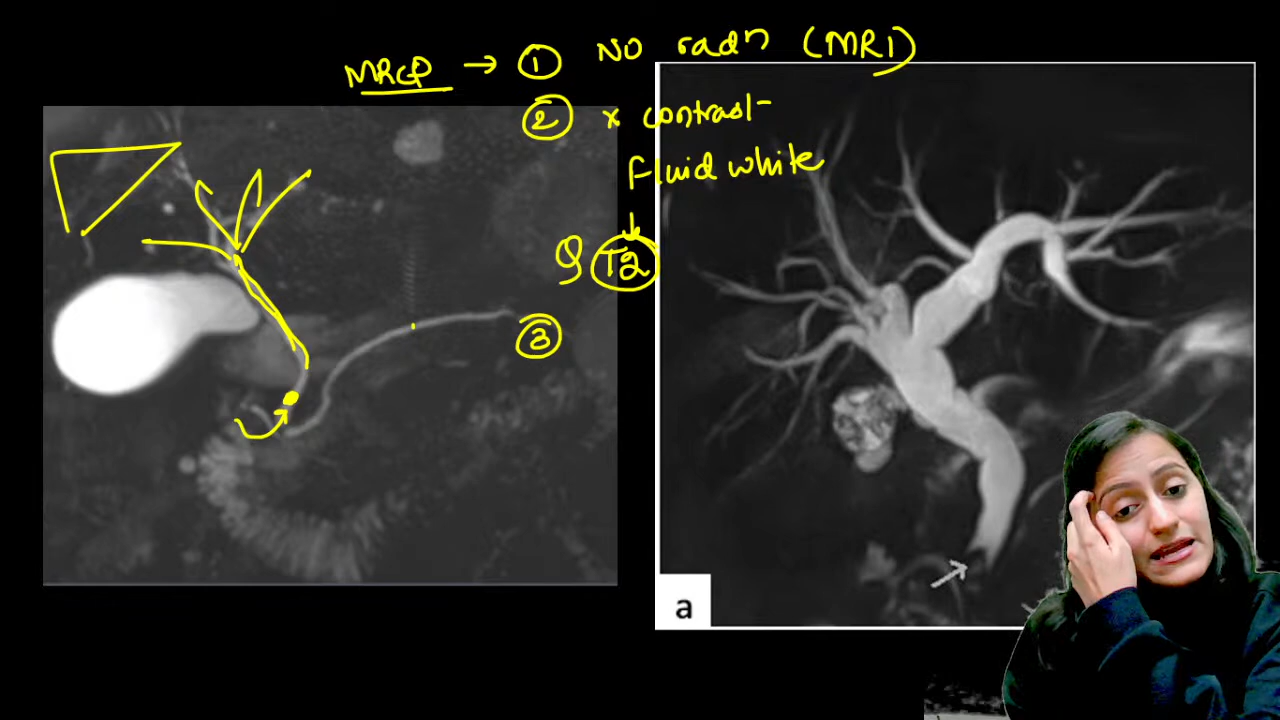 MRCP → ① NO radn (MRI)
② x contrast
Fluid white
↓
T2
③
a